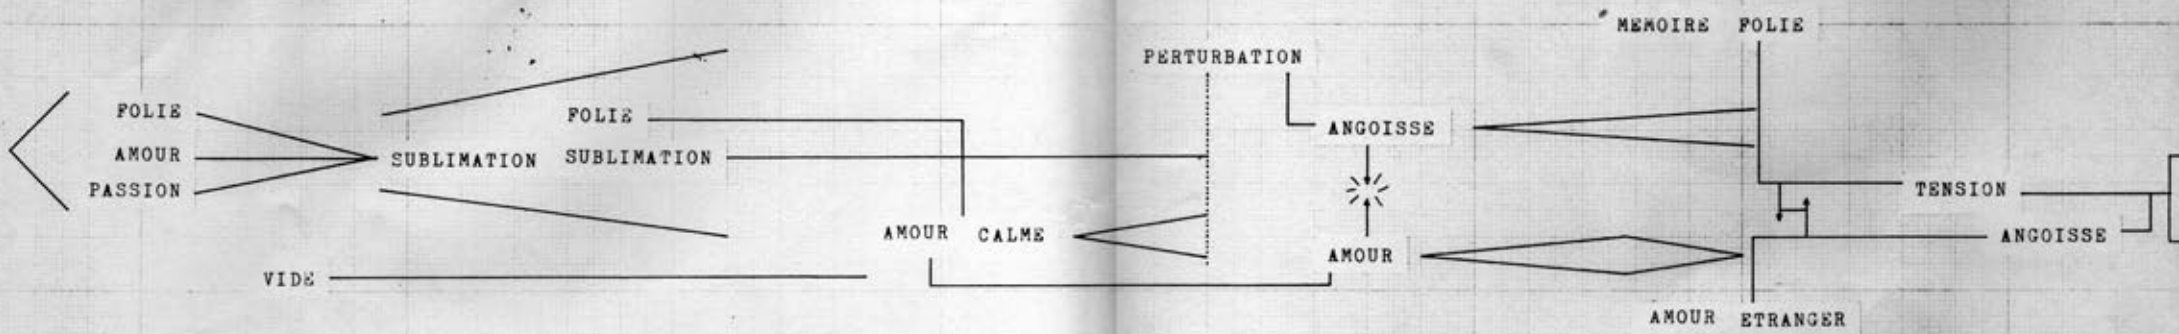 MEMOIRE FOLIE
PERTURBATION
FOLIE
FOLIE
ANGOISSE
AMOUR
SUBLIMATION
SUBLIMATION
PASSION
TENSION
AMOUR CALME
ANGOISSE
AMOUR
VIDE
AMOUR ETRANGER